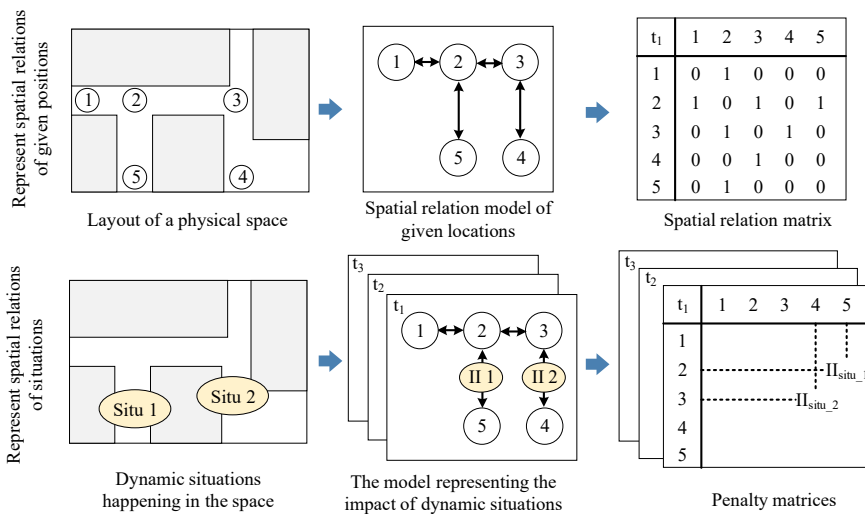 Represent spatial relations
of given positions
1 2 3
5 4
Layout of a physical space
1 2 3
5 4
Spatial relation model of
given locations
t1 1 2 3 4 5
1 0 1 0 0 0
2 1 0 1 0 1
3 0 1 0 1 0
4 0 0 1 0 0
5 0 1 0 0 0
Spatial relation matrix
Represent spatial relations
of situations
Situ 1 Situ 2
Dynamic situations
happening in the space
t3
t2
t1
1 2 3
II 1 II 2
5 4
The model representing the
impact of dynamic situations
t3
t2
t1 1 2 3 4 5
1
2 IIsitu_1
3 IIsitu_2
4
5
Penalty matrices